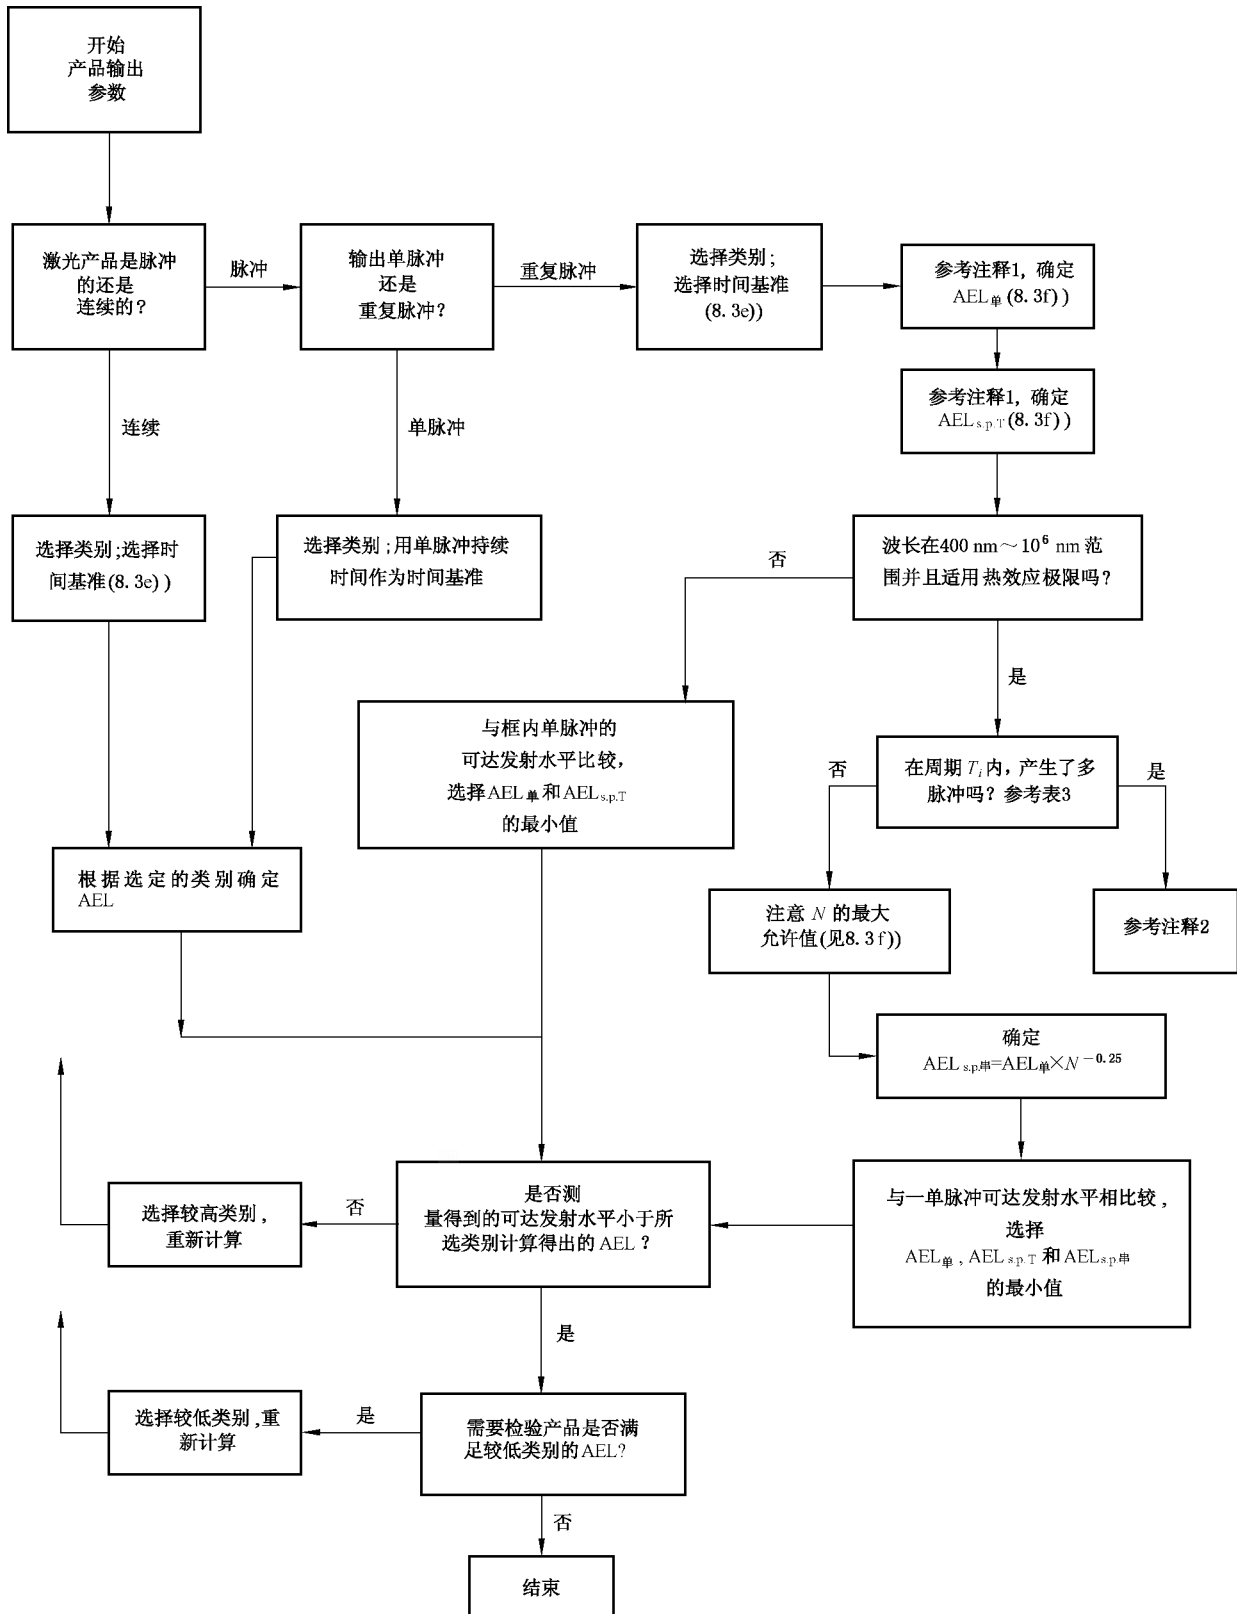 开始
产品输出
参数
激光产品是脉冲
的还是
连续的?
脉冲
输出单脉冲
还是
重复脉冲?
重复脉冲
选择类别;
选择时间基准
(8.3e))
参考注释1, 确定
AEL单(8.3f))
参考注释1, 确定
AELs.p.T(8.3f))
连续
单脉冲
选择类别;选择时
间基准(8.3e))
选择类别;用单脉冲持续
时间作为时间基准
否
波长在400 nm～10⁶ nm 范
围并且适用热效应极限吗?
是
与框内单脉冲的
可达发射水平比较,
选择AEL单和AELs.p.T
的最小值
否
在周期 Ti内, 产生了多
脉冲吗? 参考表3
是
根据选定的类别确定
AEL
注意 N 的最大
允许值(见8.3f))
参考注释2
确定
AELs.p.串=AEL单×N⁻⁰·²⁵
选择较高类别,
重新计算
否
是否测
量得到的可达发射水平小于所
选类别计算得出的AEL?
与一单脉冲可达发射水平相比较,
选择
AEL单, AELs.p.T 和AELs.p.串
的最小值
是
选择较低类别,重
新计算
是
需要检验产品是否满
足较低类别的AEL?
否
结束